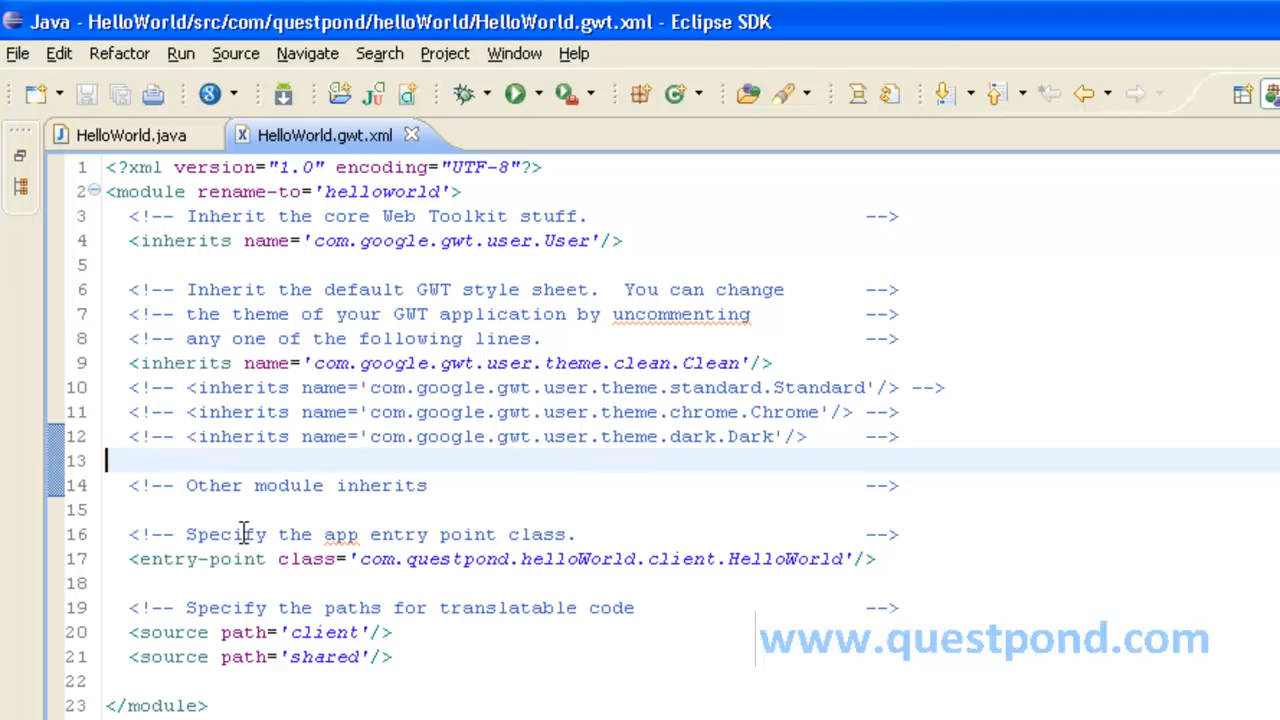 Java - HelloWorld/src/com/questpond/helloWorld/HelloWorld.gwt.xml - Eclipse SDK
File Edit Refactor Run Source Navigate Search Project Window Help
HelloWorld.java HelloWorld.gwt.xml
1 <?xml version="1.0" encoding="UTF-8"?>
2 <module rename-to='helloworld'>
3 <!-- Inherit the core Web Toolkit stuff. -->
4 <inherits name='com.google.gwt.user.User'/>
5
6 <!-- Inherit the default GWT style sheet. You can change -->
7 <!-- the theme of your GWT application by uncommenting -->
8 <!-- any one of the following lines. -->
9 <inherits name='com.google.gwt.user.theme.clean.Clean'/>
10 <!-- <inherits name='com.google.gwt.user.theme.standard.Standard'/> -->
11 <!-- <inherits name='com.google.gwt.user.theme.chrome.Chrome'/> -->
12 <!-- <inherits name='com.google.gwt.user.theme.dark.Dark'/> -->
13
14 <!-- Other module inherits -->
15
16 <!-- Specify the app entry point class. -->
17 <entry-point class='com.questpond.helloWorld.client.HelloWorld'/>
18
19 <!-- Specify the paths for translatable code -->
20 <source path='client'/>
21 <source path='shared'/>
www.questpond.com
22
23 </module>